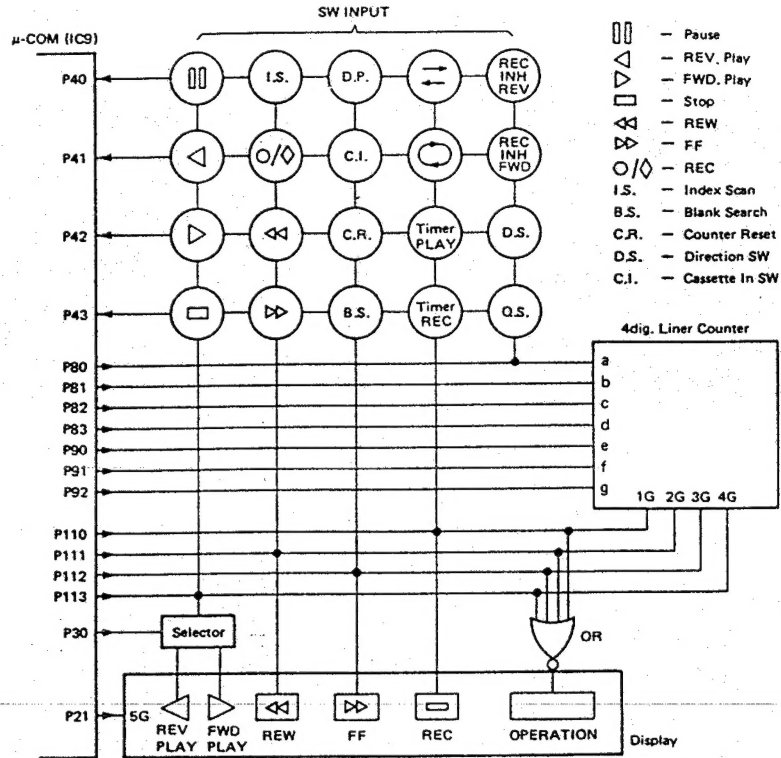 SW INPUT
μ-COM (IC9)
P40
I.S.
D.P.
REC
INH
REV
P41
C.I.
REC
INH
FWD
P42
C.R.
Timer
PLAY
D.S.
P43
B.S.
Timer
REC
Q.S.
— Pause
— REV. Play
— FWD. Play
— Stop
— REW
— FF
— REC
I.S. — Index Scan
B.S. — Blank Search
C.R. — Counter Reset
D.S. — Direction SW
C.I. — Cassette In SW
4dig. Liner Counter
P80 a
P81 b
P82 c
P83 d
P90 e
P91 f
P92 g
1G 2G 3G 4G
P110
P111
P112
P113
P30
Selector
OR
P21
5G
REV
PLAY
FWD
PLAY
REW
FF
REC
OPERATION
Display